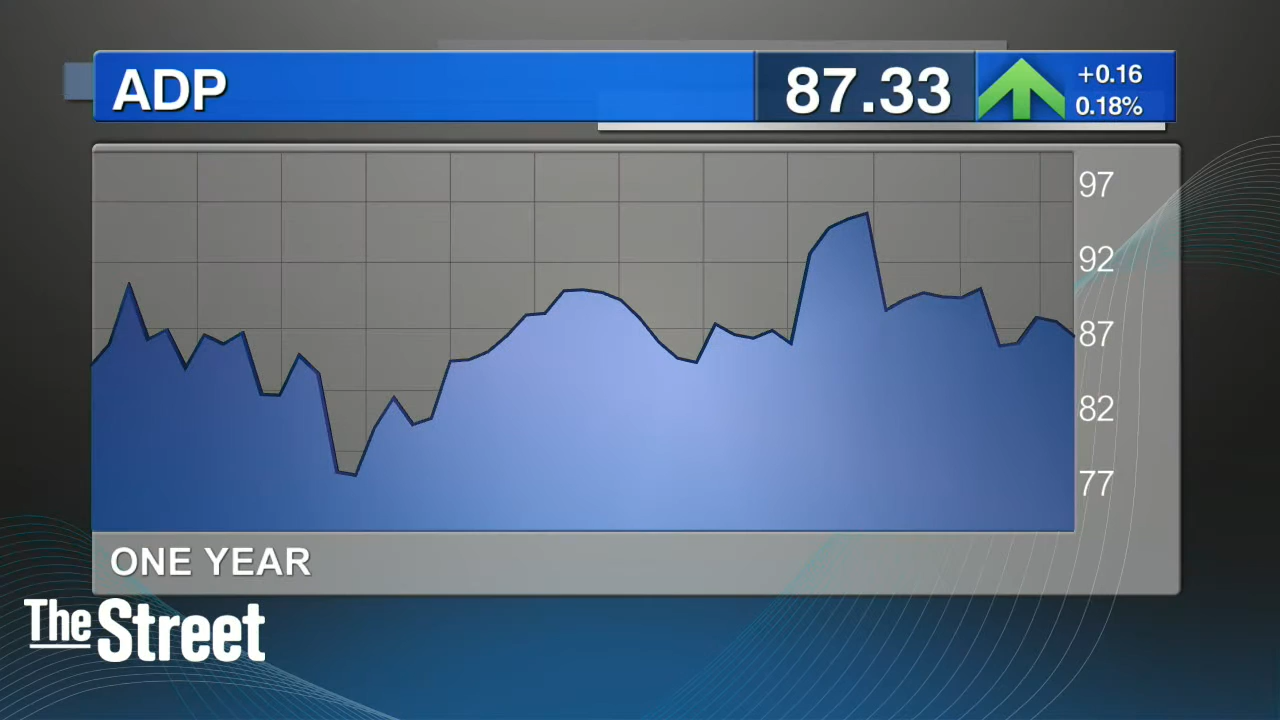 ADP
87.33
+0.16
0.18%
97
92
87
82
77
ONE YEAR
The Street